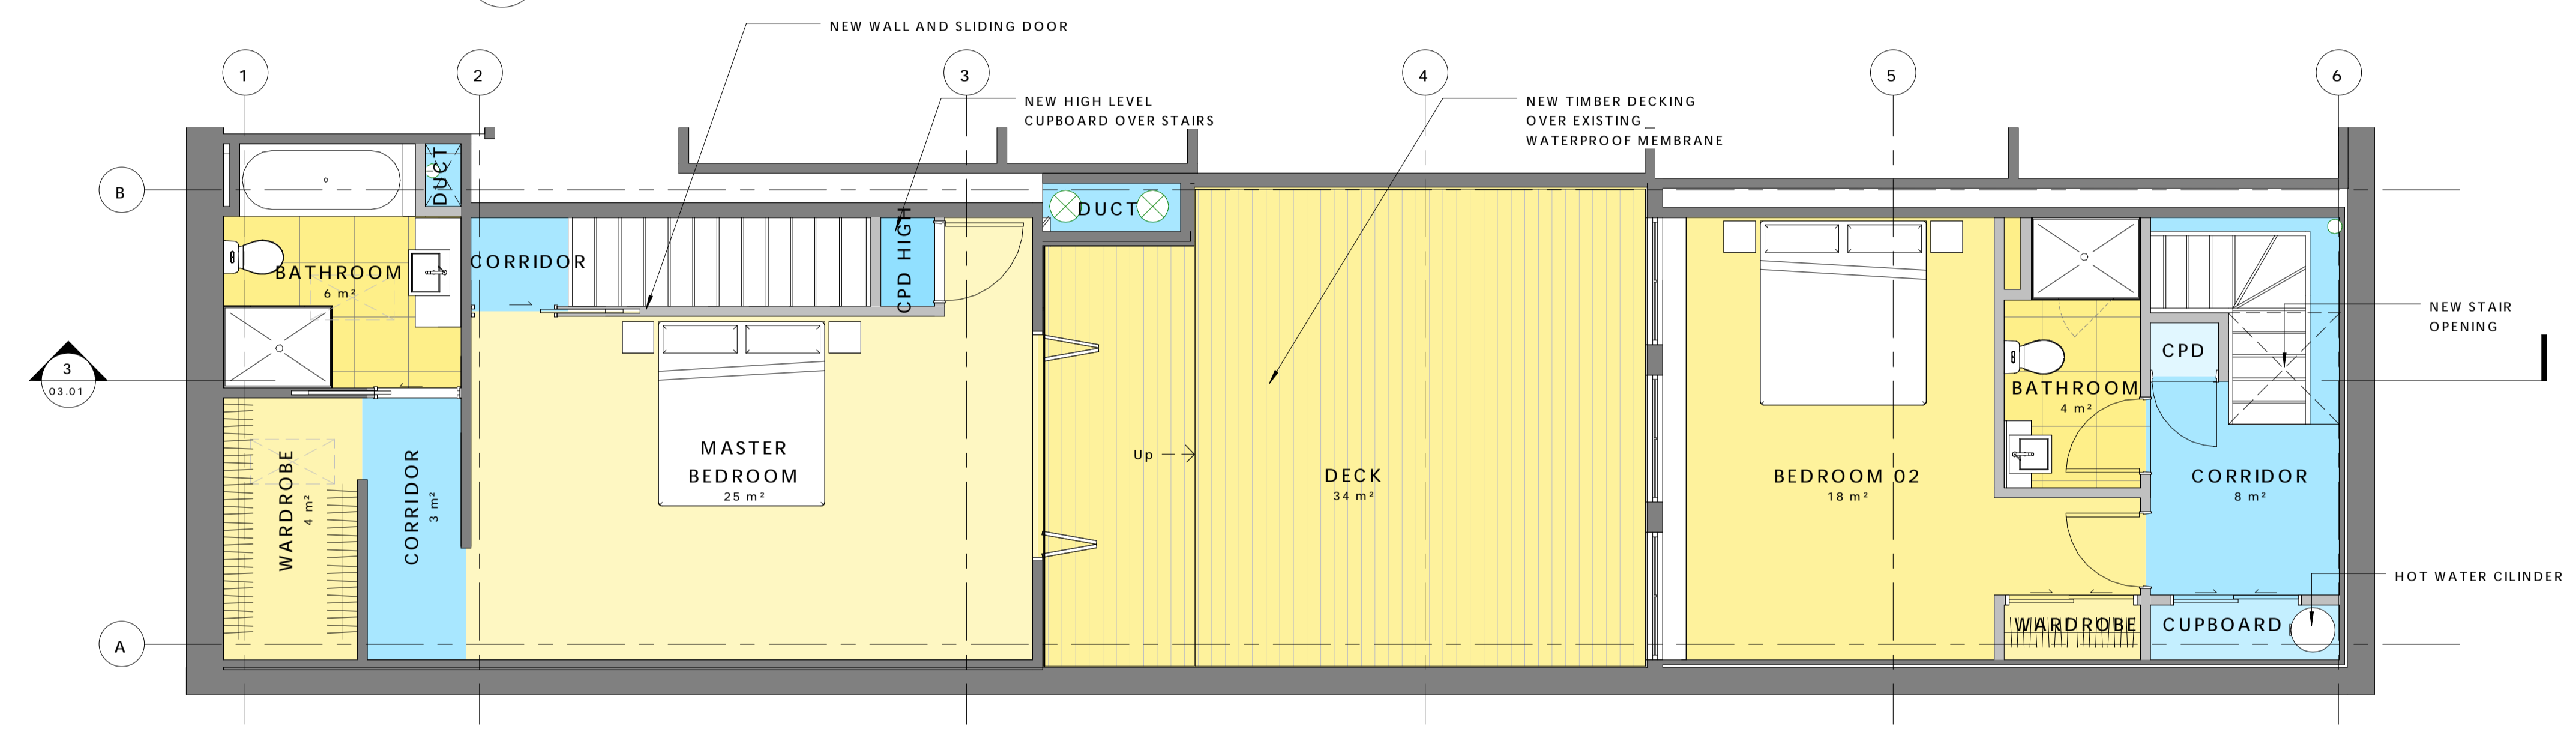 NEW WALL AND SLIDING DOOR
1
2
3
4
5
6
NEW HIGH LEVEL
CUPBOARD OVER STAIRS
NEW TIMBER DECKING
OVER EXISTING
WATERPROOF MEMBRANE
B
DUCT
DUCT
CORRIDOR
CPD HIGH
BATHROOM
6 m²
NEW STAIR
OPENING
CPD
3
03.01
BATHROOM
4 m²
MASTER
BEDROOM
25 m²
Up
DECK
34 m²
BEDROOM 02
18 m²
CORRIDOR
8 m²
WARDROBE
4 m²
CORRIDOR
3 m²
HOT WATER CILINDER
WARDROBE
CUPBOARD
A